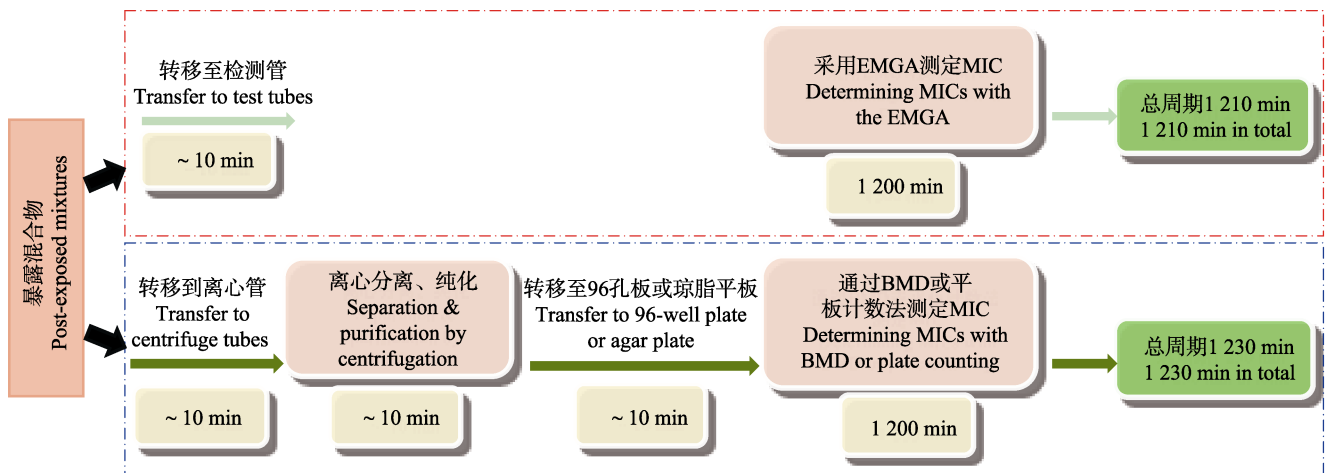 暴露混合物
Post-exposed mixtures
转移至检测管
Transfer to test tubes
~ 10 min
采用EMGA测定MIC
Determining MICs with
the EMGA
1 200 min
总周期1 210 min
1 210 min in total
转移到离心管
Transfer to
centrifuge tubes
~ 10 min
离心分离、纯化
Separation &
purification by
centrifugation
~ 10 min
转移至96孔板或琼脂平板
Transfer to 96-well plate
or agar plate
~ 10 min
通过BMD或平
板计数法测定MIC
Determining MICs with
BMD or plate counting
1 200 min
总周期1 230 min
1 230 min in total